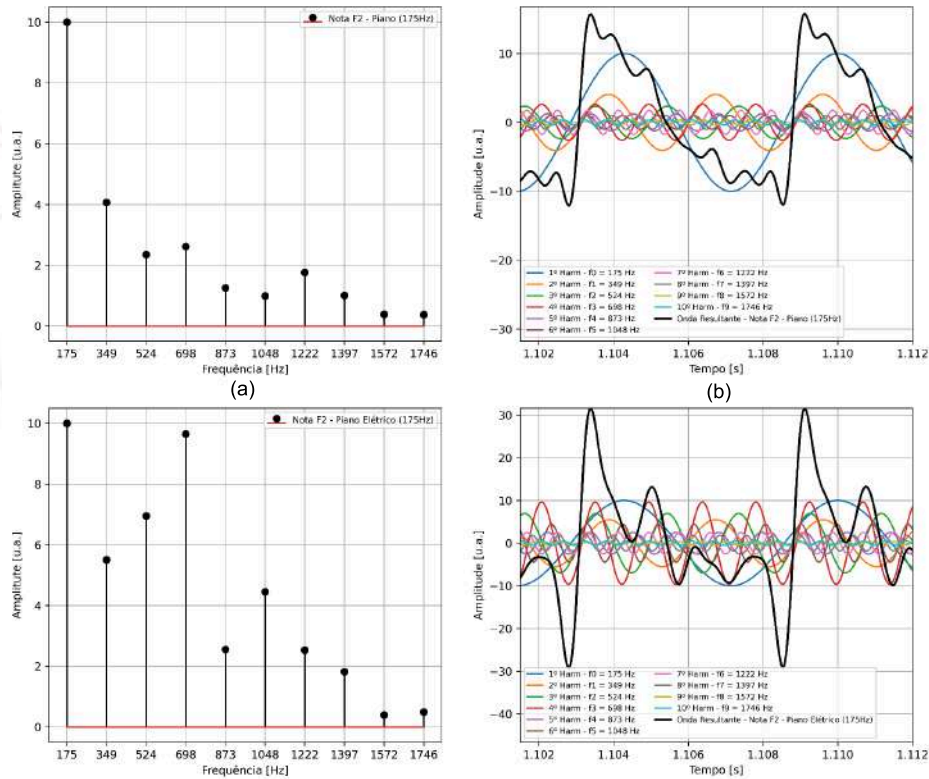 Nota F2 - Piano (175Hz)
10
8
6
4
2
0
Amplitute [u.a.]
175 349 524 698 873 1048 1222 1397 1572 1746
Frequência [Hz]
(a)
10
0
−10
−20
−30
Amplitude [u.a.]
1º Harm - f0 = 175 Hz
2º Harm - f1 = 349 Hz
3º Harm - f2 = 524 Hz
4º Harm - f3 = 698 Hz
5º Harm - f4 = 873 Hz
6º Harm - f5 = 1048 Hz
7º Harm - f6 = 1222 Hz
8º Harm - f7 = 1397 Hz
9º Harm - f8 = 1572 Hz
10º Harm - f9 = 1746 Hz
Onda Resultante - Nota F2 - Piano (175Hz)
1.102 1.104 1.106 1.108 1.110 1.112
Tempo [s]
(b)
Nota F2 - Piano Elétrico (175Hz)
10
8
6
4
2
0
Amplitute [u.a.]
175 349 524 698 873 1048 1222 1397 1572 1746
Frequência [Hz]
30
20
10
0
−10
−20
−30
−40
Amplitude [u.a.]
1º Harm - f0 = 175 Hz
2º Harm - f1 = 349 Hz
3º Harm - f2 = 524 Hz
4º Harm - f3 = 698 Hz
5º Harm - f4 = 873 Hz
6º Harm - f5 = 1048 Hz
7º Harm - f6 = 1222 Hz
8º Harm - f7 = 1397 Hz
9º Harm - f8 = 1572 Hz
10º Harm - f9 = 1746 Hz
Onda Resultante - Nota F2 - Piano Elétrico (175Hz)
1.102 1.104 1.106 1.108 1.110 1.112
Tempo [s]